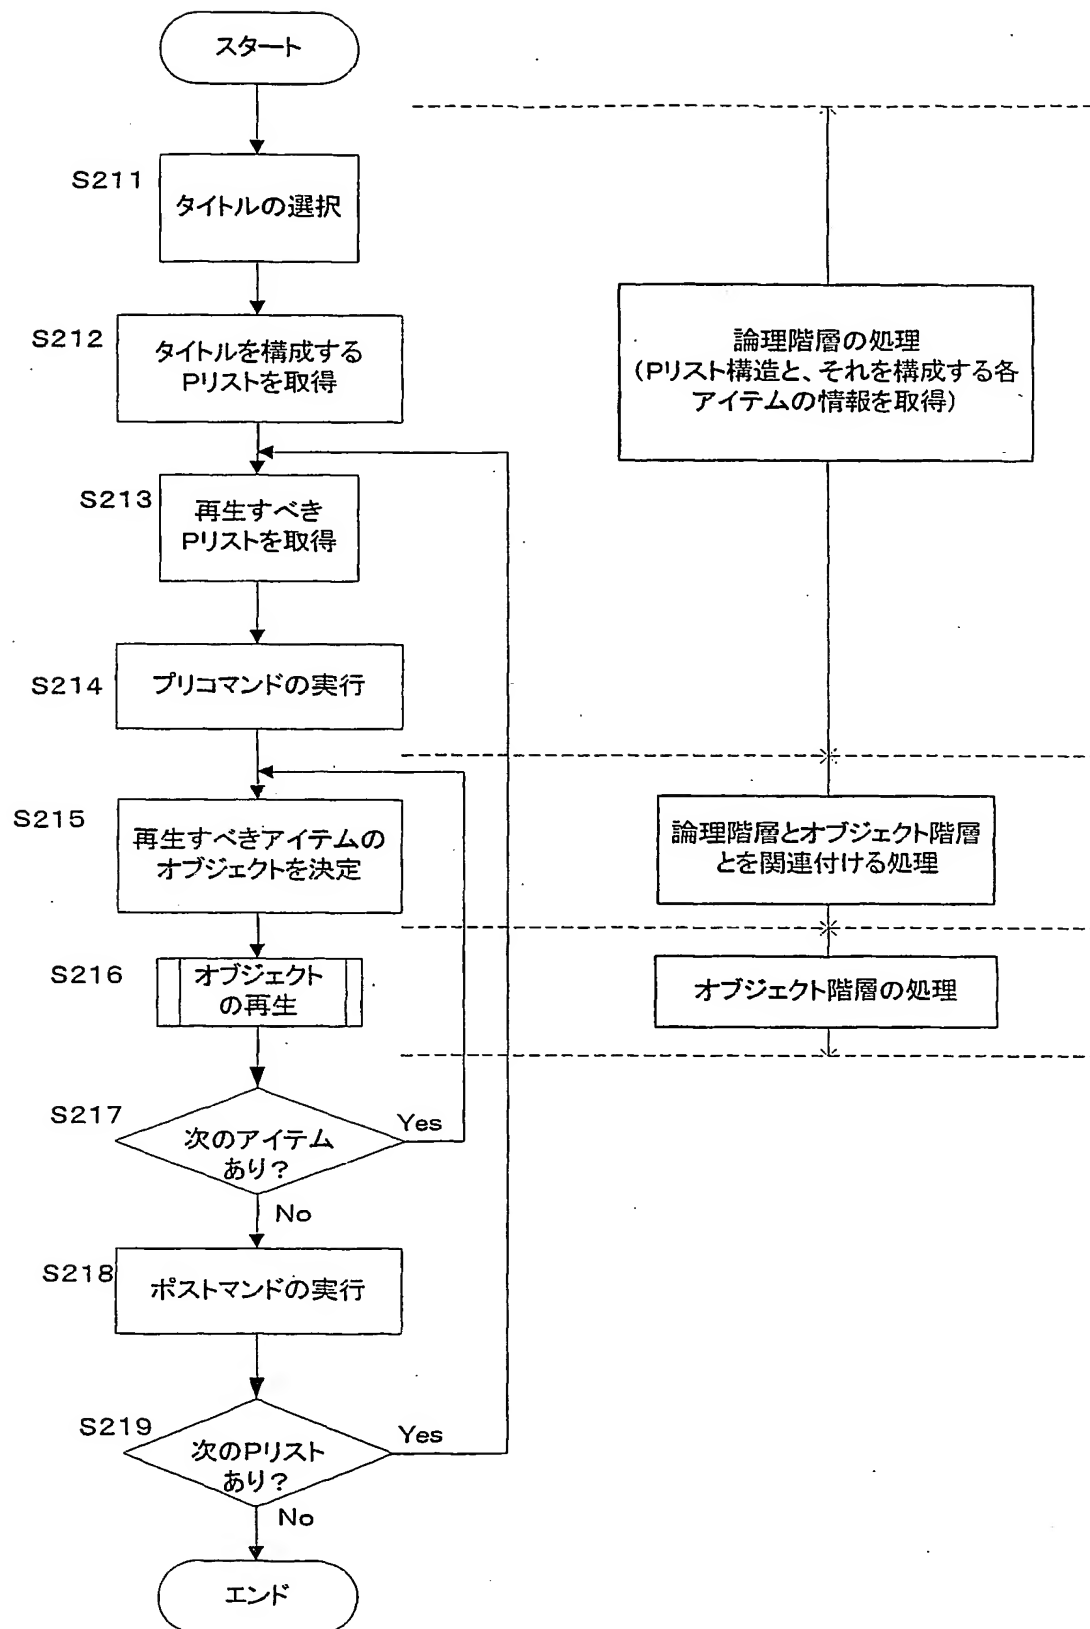 スタート
S211
タイトルの選択
S212
タイトルを構成する
Pリストを取得
論理階層の処理
(Pリスト構造と、それを構成する各
アイテムの情報を取得)
S213
再生すべき
Pリストを取得
S214
プリコマンドの実行
S215
再生すべきアイテムの
オブジェクトを決定
論理階層とオブジェクト階層
とを関連付ける処理
S216
オブジェクト
の再生
オブジェクト階層の処理
S217
次のアイテム
あり?
Yes
No
S218
ポストマンドの実行
S219
次のPリスト
あり?
Yes
No
エンド